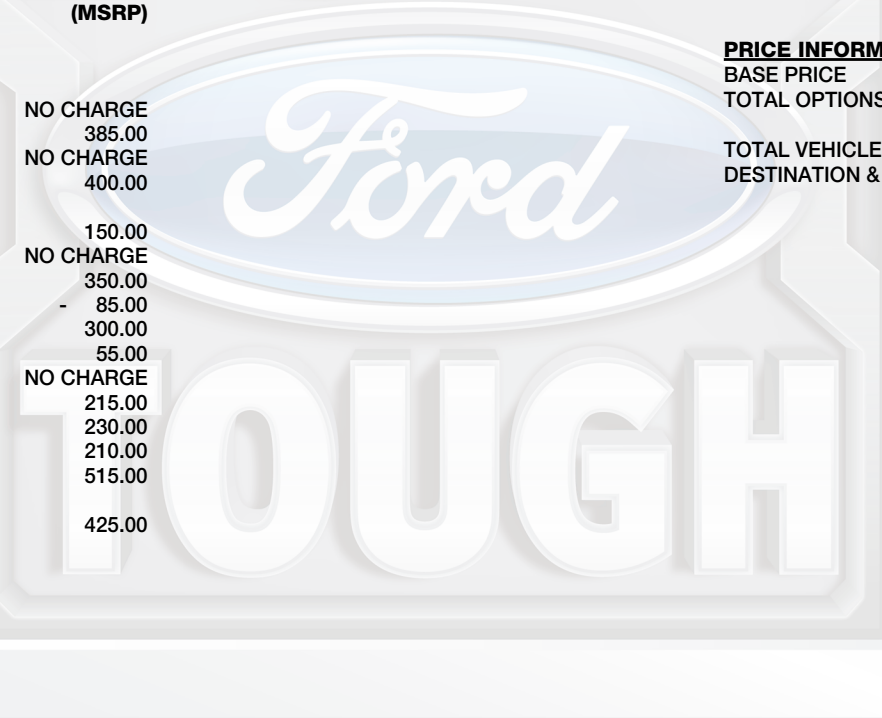 (MSRP)
NO CHARGE
385.00
NO CHARGE
400.00
150.00
NO CHARGE
350.00
- 85.00
300.00
55.00
NO CHARGE
215.00
230.00
210.00
515.00
425.00
PRICE INFORM
BASE PRICE
TOTAL OPTIONS
TOTAL VEHICLE
DESTINATION &
Ford
TOUGH